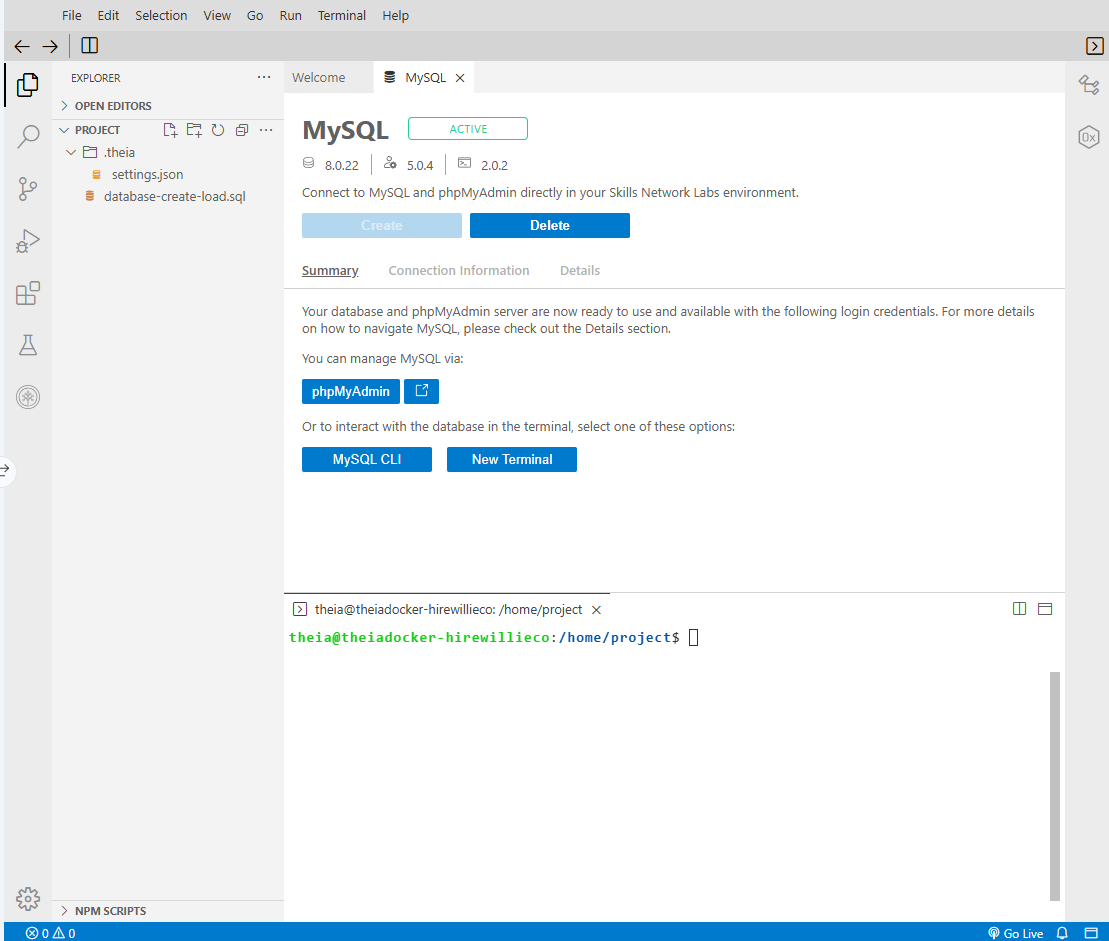 File Edit Selection View Go Run Terminal Help
EXPLORER
OPEN EDITORS
PROJECT
.theia
settings.json
database-create-load.sql
NPM SCRIPTS
Welcome
MySQL
MySQL ACTIVE
8.0.22 5.0.4 2.0.2
Connect to MySQL and phpMyAdmin directly in your Skills Network Labs environment.
Create Delete
Summary Connection Information Details
Your database and phpMyAdmin server are now ready to use and available with the following login credentials. For more details
on how to navigate MySQL, please check out the Details section.
You can manage MySQL via:
phpMyAdmin
Or to interact with the database in the terminal, select one of these options:
MySQL CLI New Terminal
theia@theiadocker-hirewillieco: /home/project
theia@theiadocker-hirewillieco:/home/project$
0 0 Go Live
0x